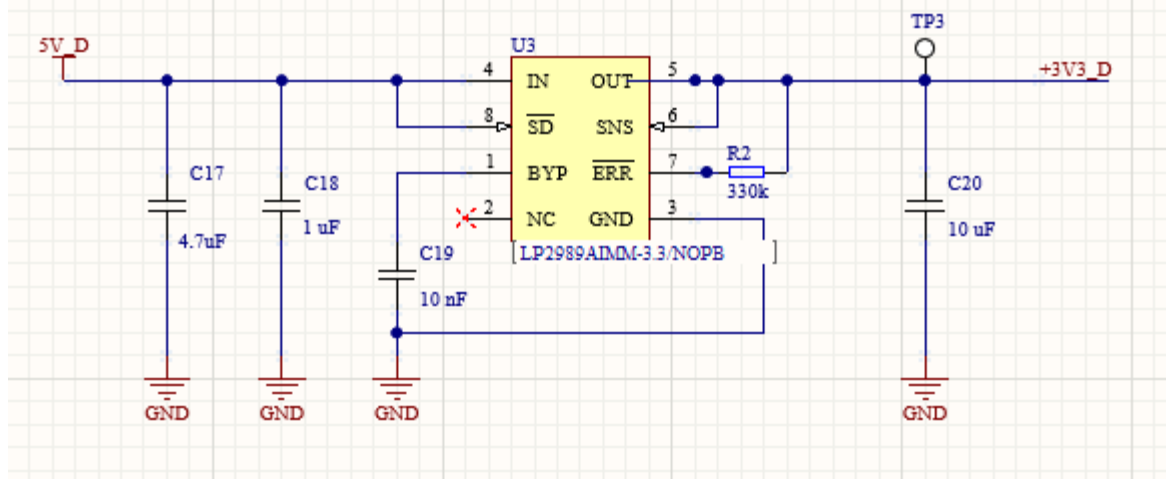 TP3
5V_D
U3
+3V3_D
4
IN
OUT
5
8
SD
SNS
6
1
BYP
ERR
7
R2
330k
2
NC
GND
3
C17
4.7uF
C18
1 uF
C19
10 nF
C20
10 uF
[LP2989AIMM-3.3/NOPB ]
GND
GND
GND
GND